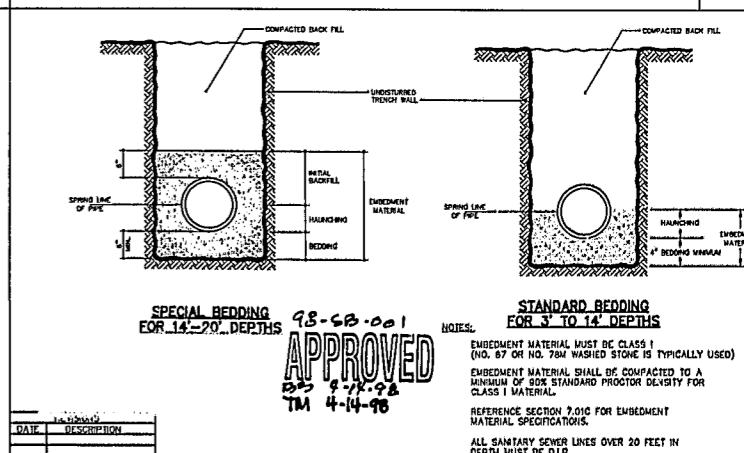 COMPACTED BACK FILL
COMPACTED BACK FILL
UNDISTURBED
TRENCH WALL
6"
INITIAL
BACKFILL
SPRING LINE
OF PIPE
EMBEDMENT
MATERIAL
HAUNCHING
6"
MIN.
BEDDING
SPRING LINE
OF PIPE
HAUNCHING
4" BEDDING MINIMUM
SPECIAL BEDDING
FOR 14'-20' DEPTHS
STANDARD BEDDING
FOR 3' TO 14' DEPTHS
98-SB-001
APPROVED
TM 4-14-98
NOTES:
EMBEDMENT MATERIAL MUST BE CLASS I
(NO. 67 OR NO. 78M WASHED STONE IS TYPICALLY USED)
EMBEDMENT MATERIAL SHALL BE COMPACTED TO A
MINIMUM OF 90% STANDARD PROCTOR DENSITY FOR
CLASS I MATERIAL.
REFERENCE SECTION 7.01C FOR EMBEDMENT
MATERIAL SPECIFICATIONS.
ALL SANITARY SEWER LINES OVER 20 FEET IN
DEPTH MUST BE D.I.P.
DATE DESCRIPTION